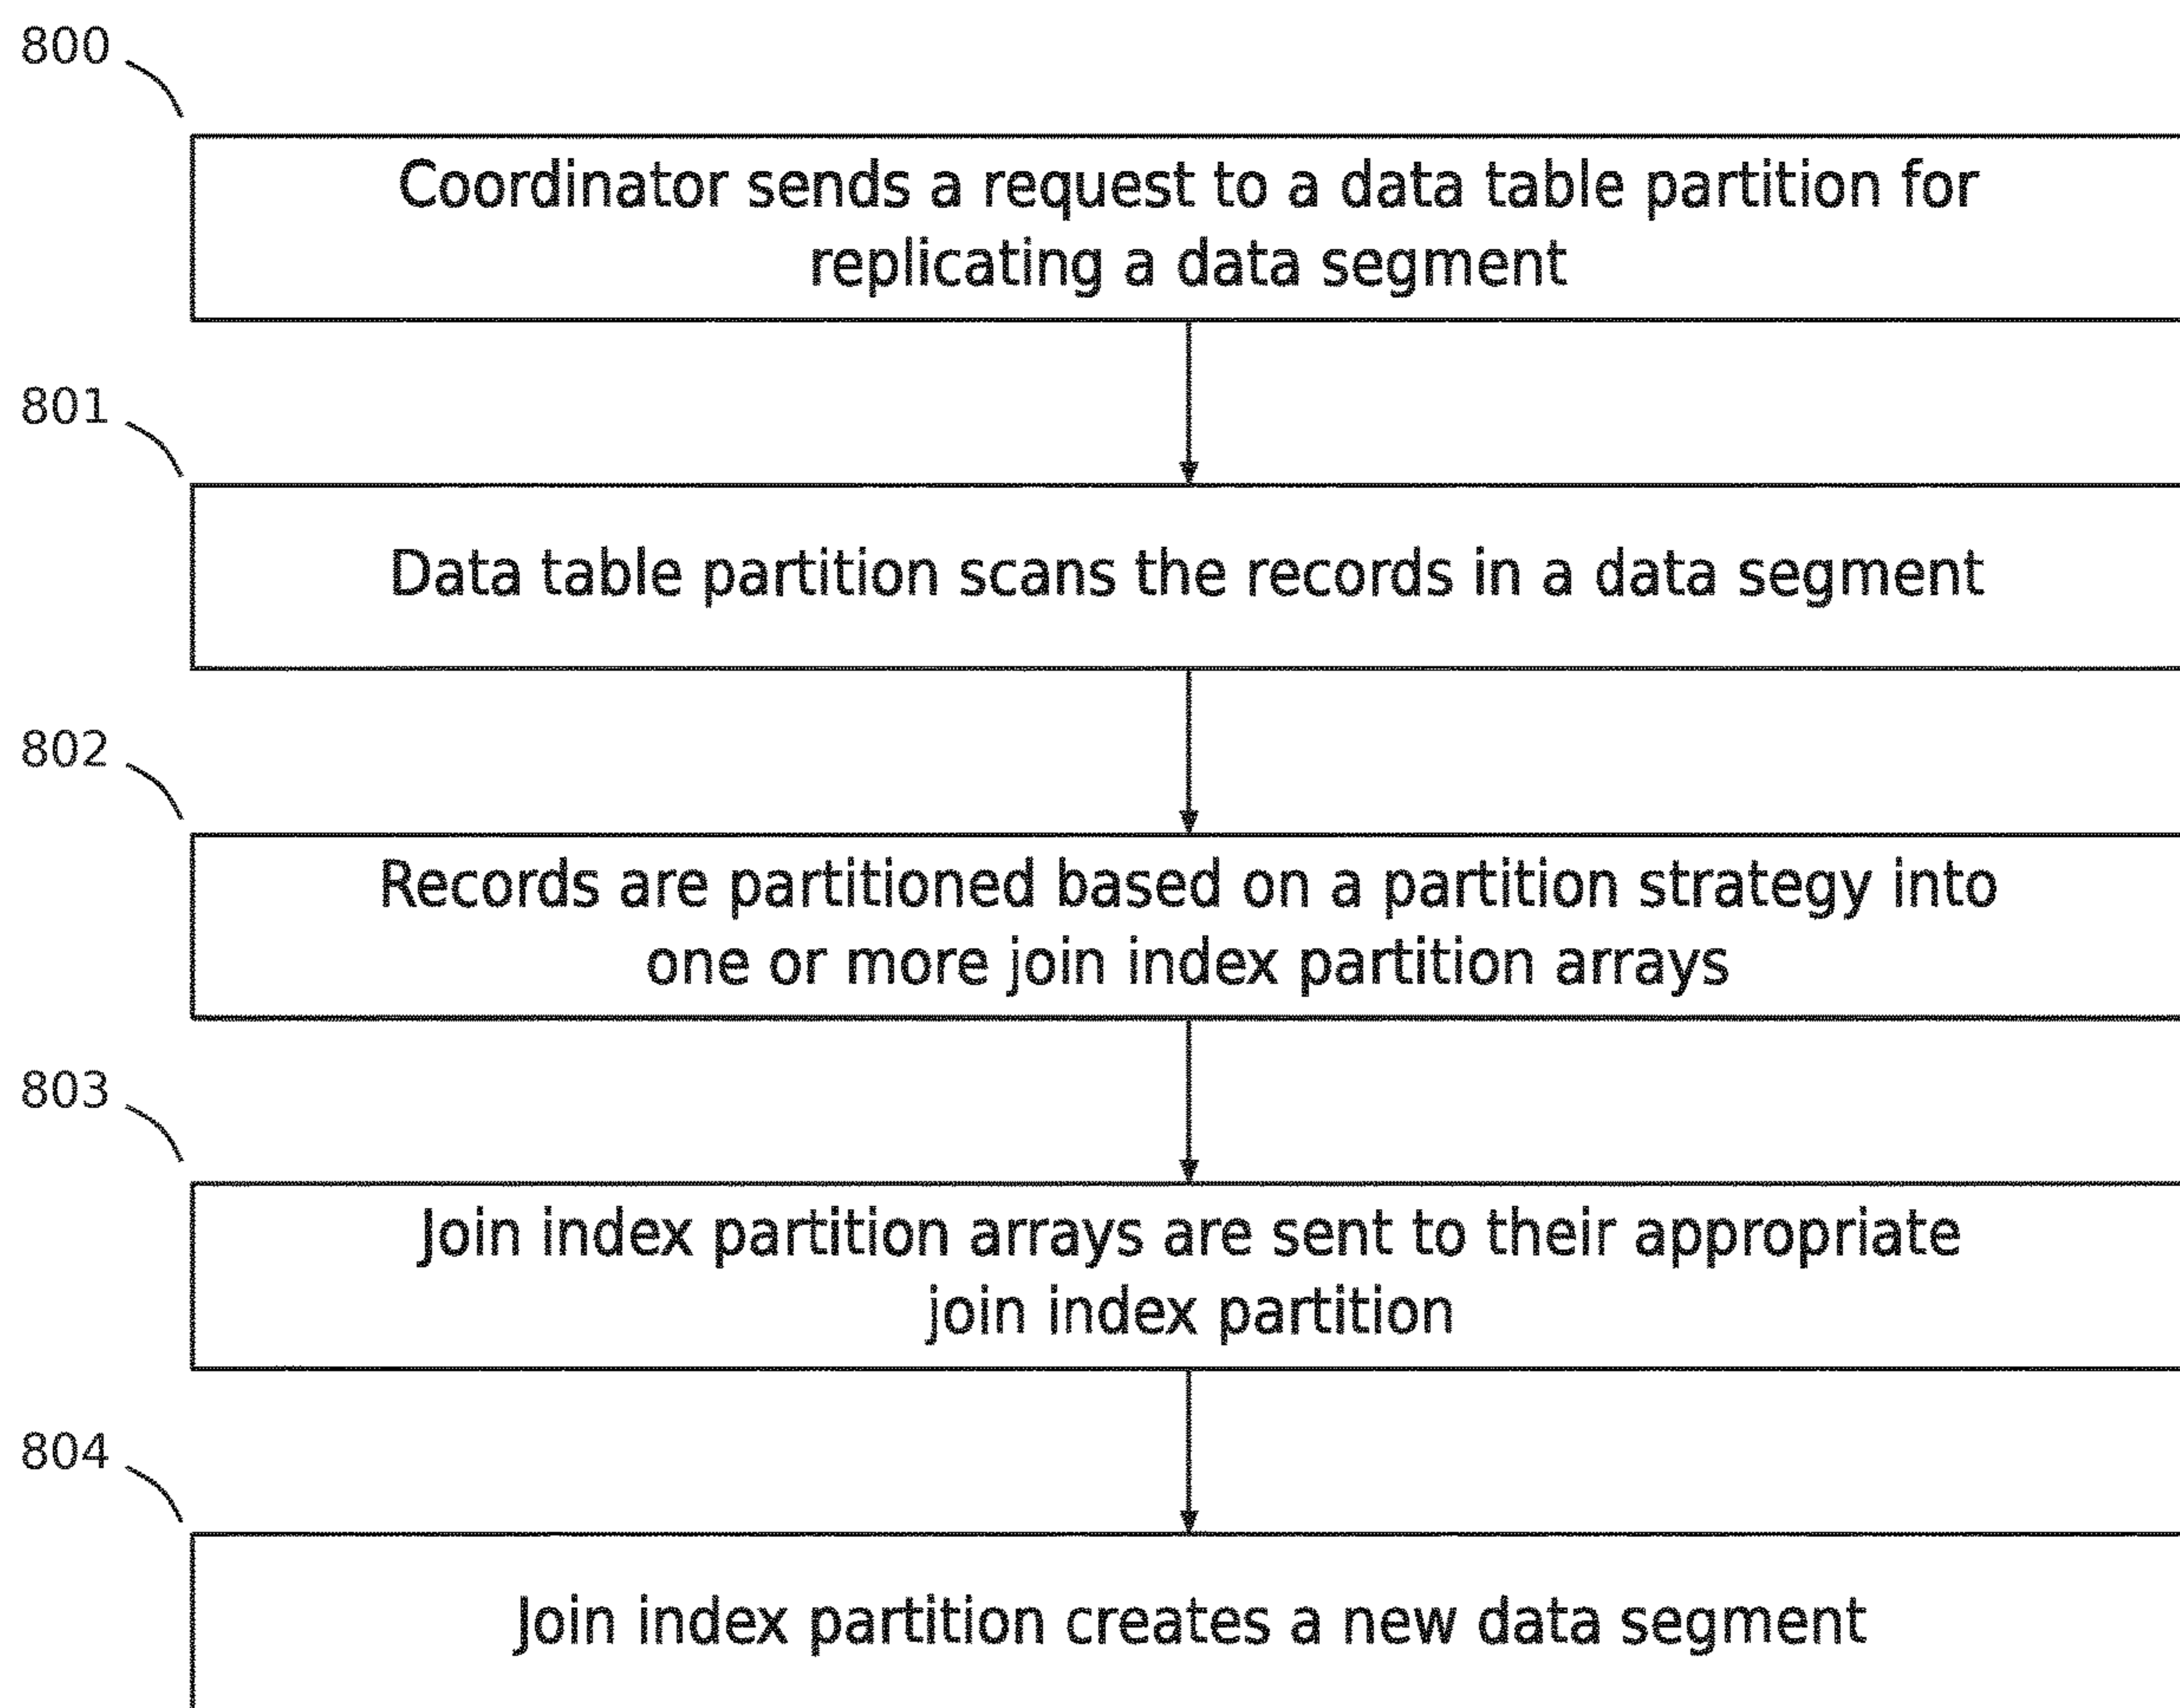 800
Coordinator sends a request to a data table partition for
replicating a data segment
801
Data table partition scans the records in a data segment
802
Records are partitioned based on a partition strategy into
one or more join index partition arrays
803
Join index partition arrays are sent to their appropriate
join index partition
804
Join index partition creates a new data segment